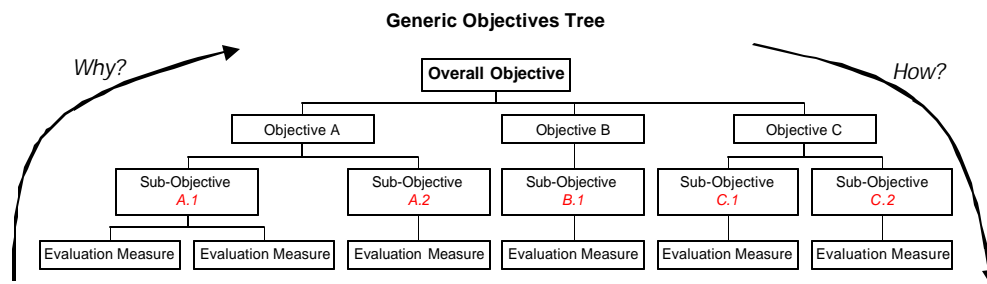 Generic Objectives Tree
Why?
How?
Overall Objective
Objective A
Objective B
Objective C
Sub-Objective
A.1
Sub-Objective
A.2
Sub-Objective
B.1
Sub-Objective
C.1
Sub-Objective
C.2
Evaluation Measure
Evaluation Measure
Evaluation Measure
Evaluation Measure
Evaluation Measure
Evaluation Measure